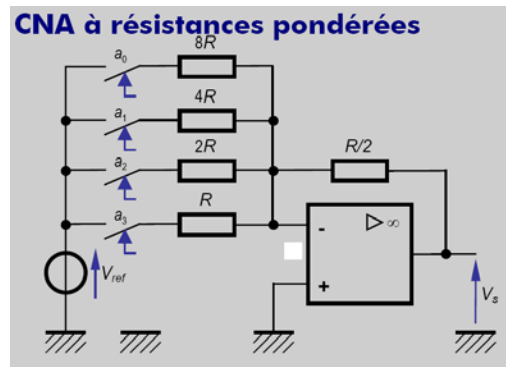 CNA à résistances pondérées
8R
a₀
4R
a₁
2R
a₂
R/2
R
a₃
- ▷ ∞
Vref
+
Vs